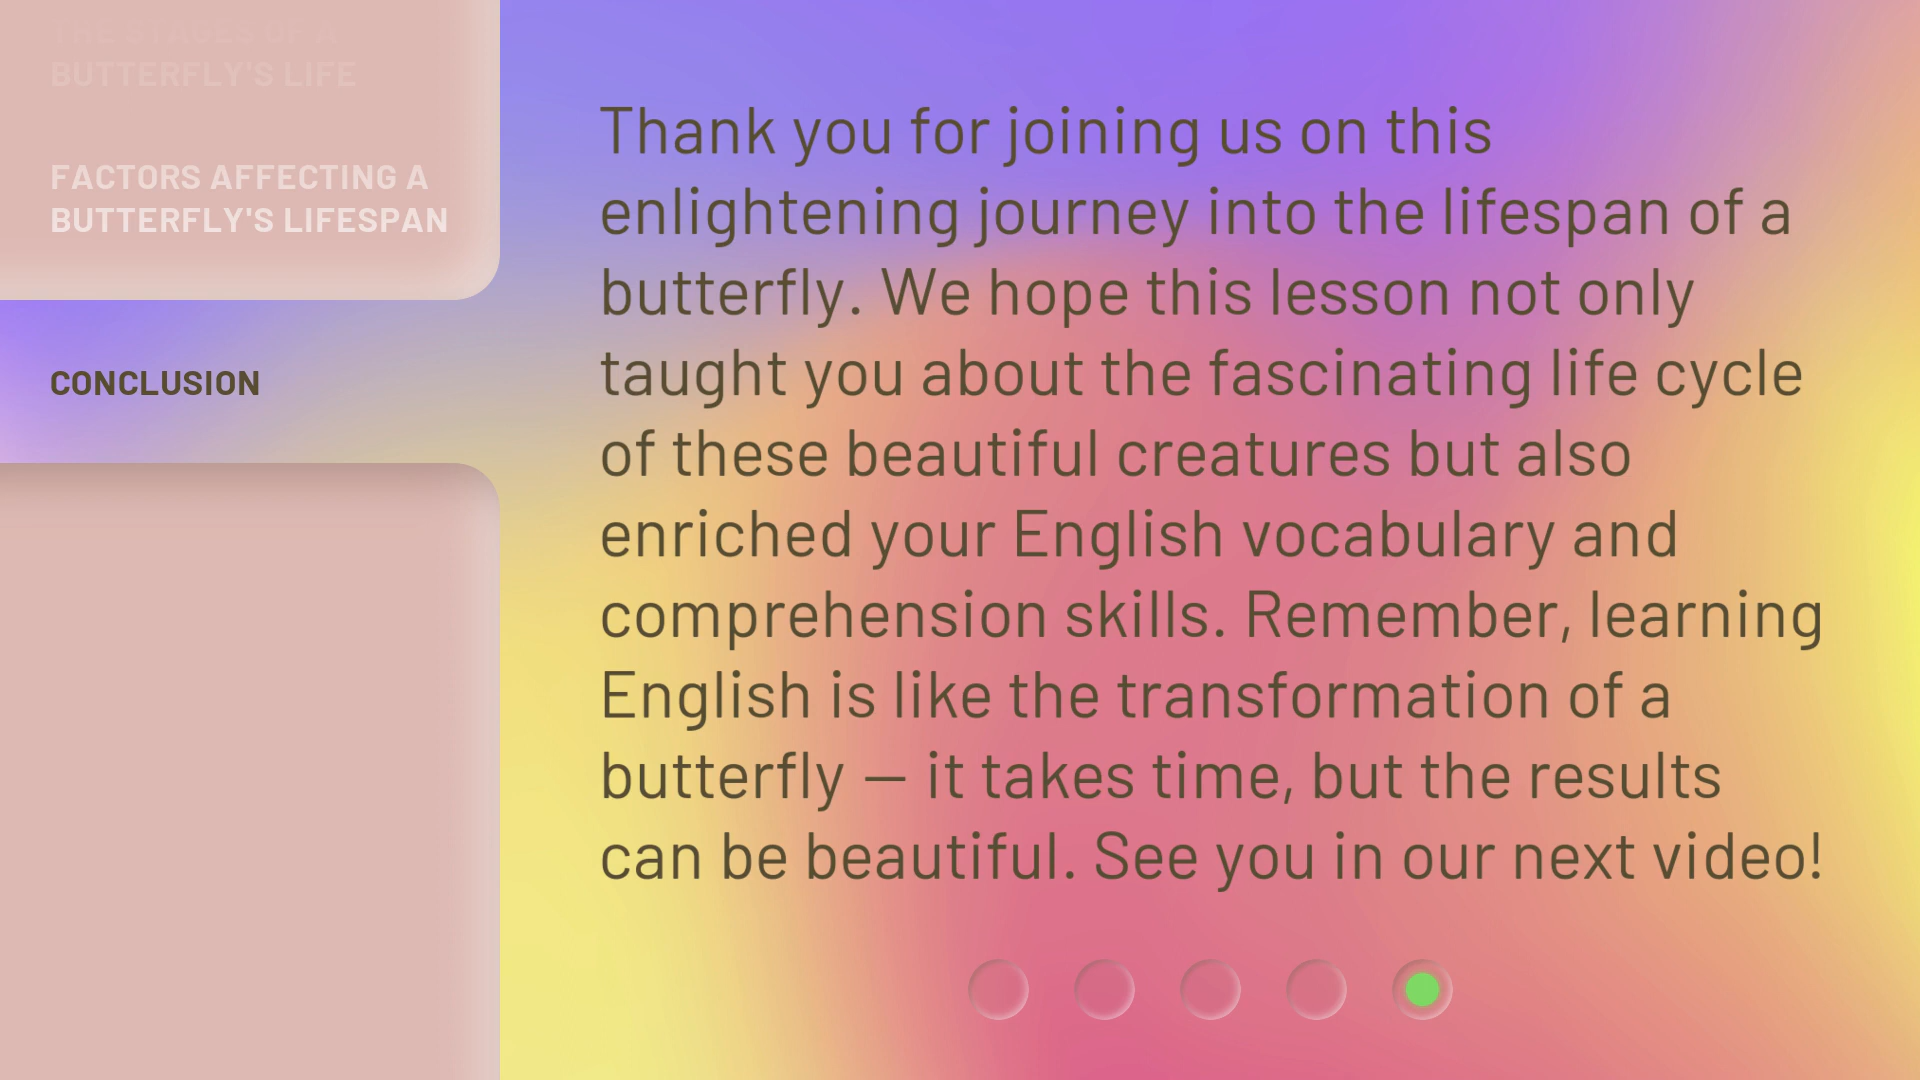 THE STAGES OF A
BUTTERFLY'S LIFE
FACTORS AFFECTING A
BUTTERFLY'S LIFESPAN
CONCLUSION
Thank you for joining us on this
enlightening journey into the lifespan of a
butterfly. We hope this lesson not only
taught you about the fascinating life cycle
of these beautiful creatures but also
enriched your English vocabulary and
comprehension skills. Remember, learning
English is like the transformation of a
butterfly — it takes time, but the results
can be beautiful. See you in our next video!